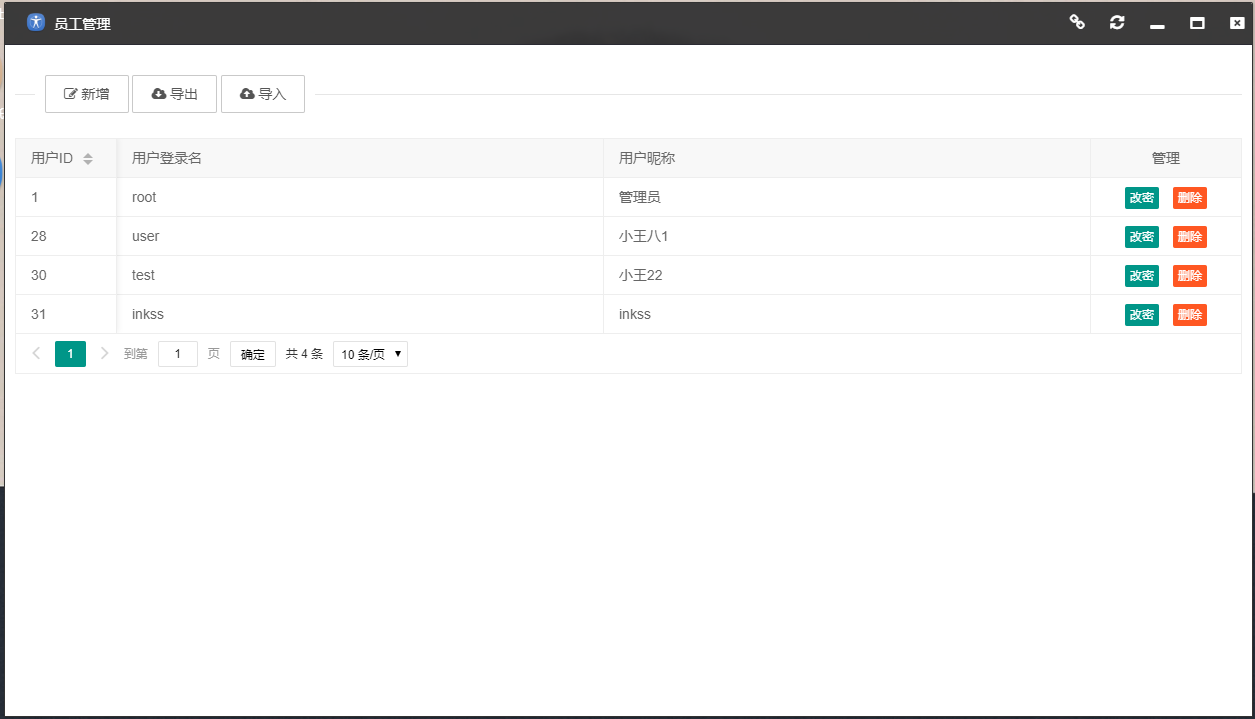 员工管理
新增 导出 导入
用户ID 用户登录名 用户昵称 管理
1 root 管理员 改密 删除
28 user 小王八1 改密 删除
30 test 小王22 改密 删除
31 inkss inkss 改密 删除
1 到第 1 页 确定 共 4 条 10 条/页